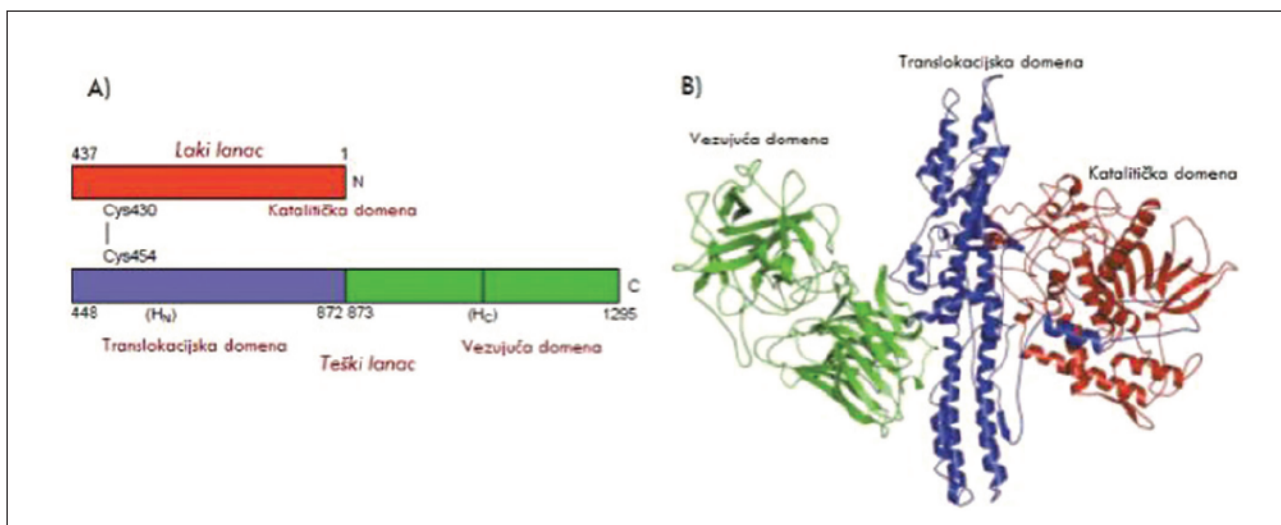 A)
437 Laki lanac 1
N
Cys430 Katalitička domena
Cys454
C
448 (HN) 872 873 (HC) 1295
Translokacijska domena Vezujuća domena
Teški lanac
B)
Translokacijska domena
Vezujuća domena
Katalitička domena